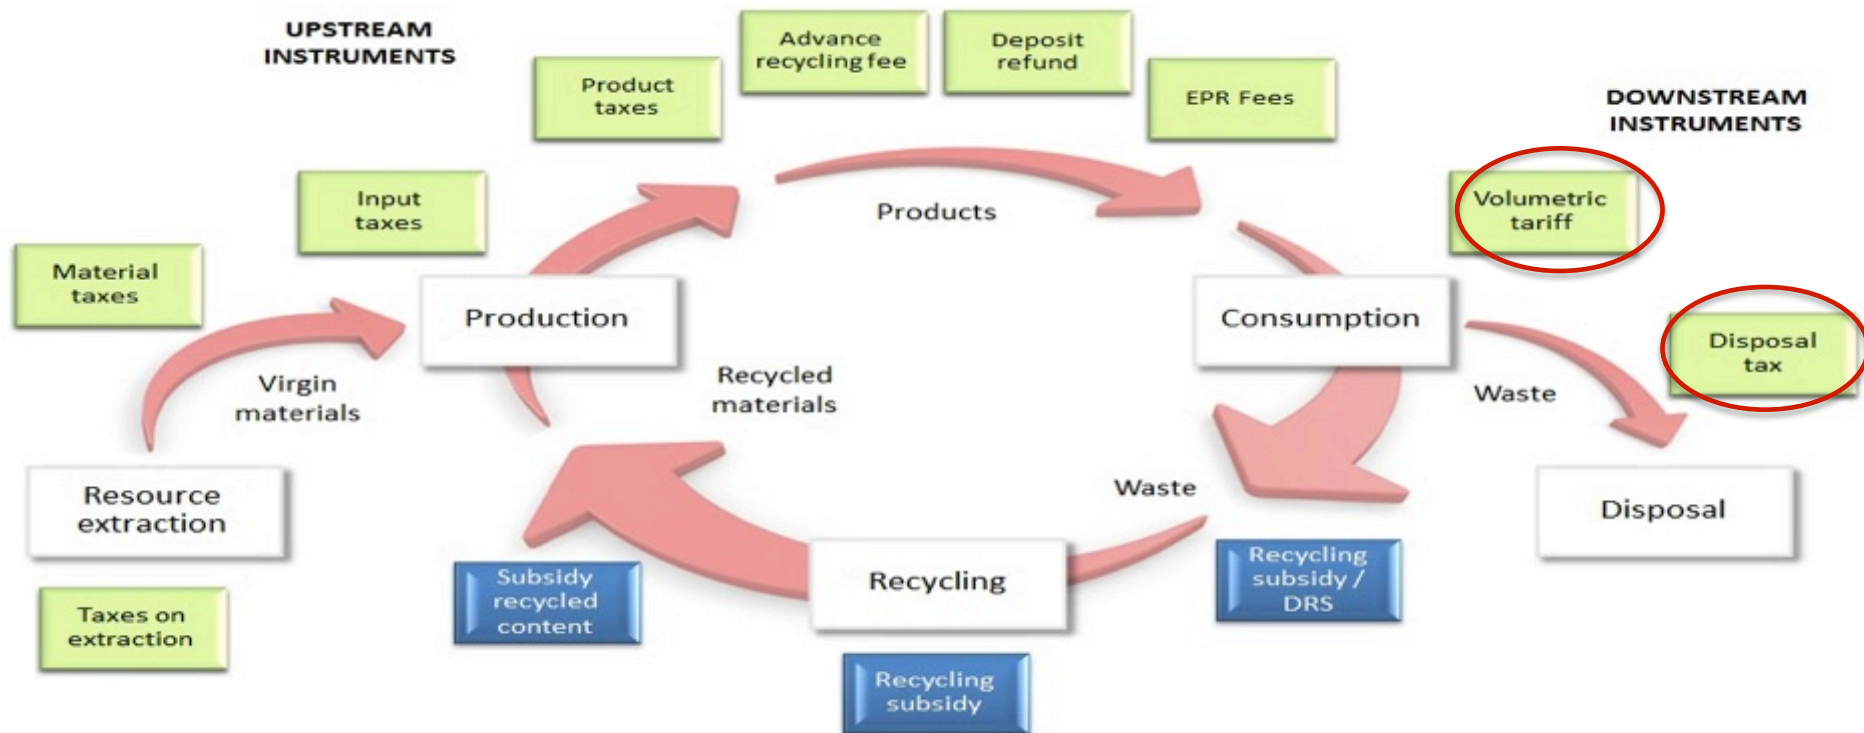 UPSTREAM
INSTRUMENTS
Advance
recycling fee
Deposit
refund
Product
taxes
EPR Fees
DOWNSTREAM
INSTRUMENTS
Input
taxes
Products
Volumetric
tariff
Material
taxes
Production
Consumption
Disposal
tax
Virgin
materials
Recycled
materials
Waste
Resource
extraction
Waste
Disposal
Subsidy
recycled
content
Recycling
Recycling
subsidy /
DRS
Taxes on
extraction
Recycling
subsidy